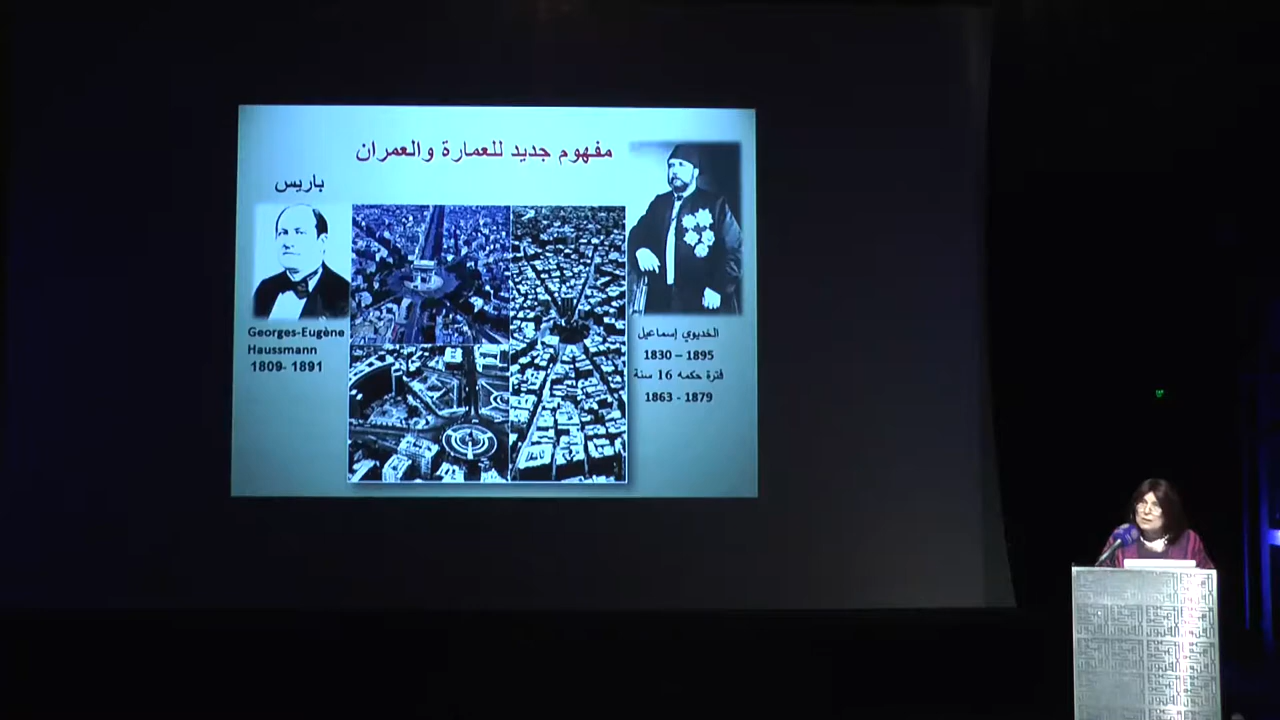 مفهوم جديد للعمارة والعمران
باريس
Georges-Eugène
Haussmann
1809- 1891
الخديوي إسماعيل
1830 – 1895
فترة حكمه 16 سنة
1863 - 1879